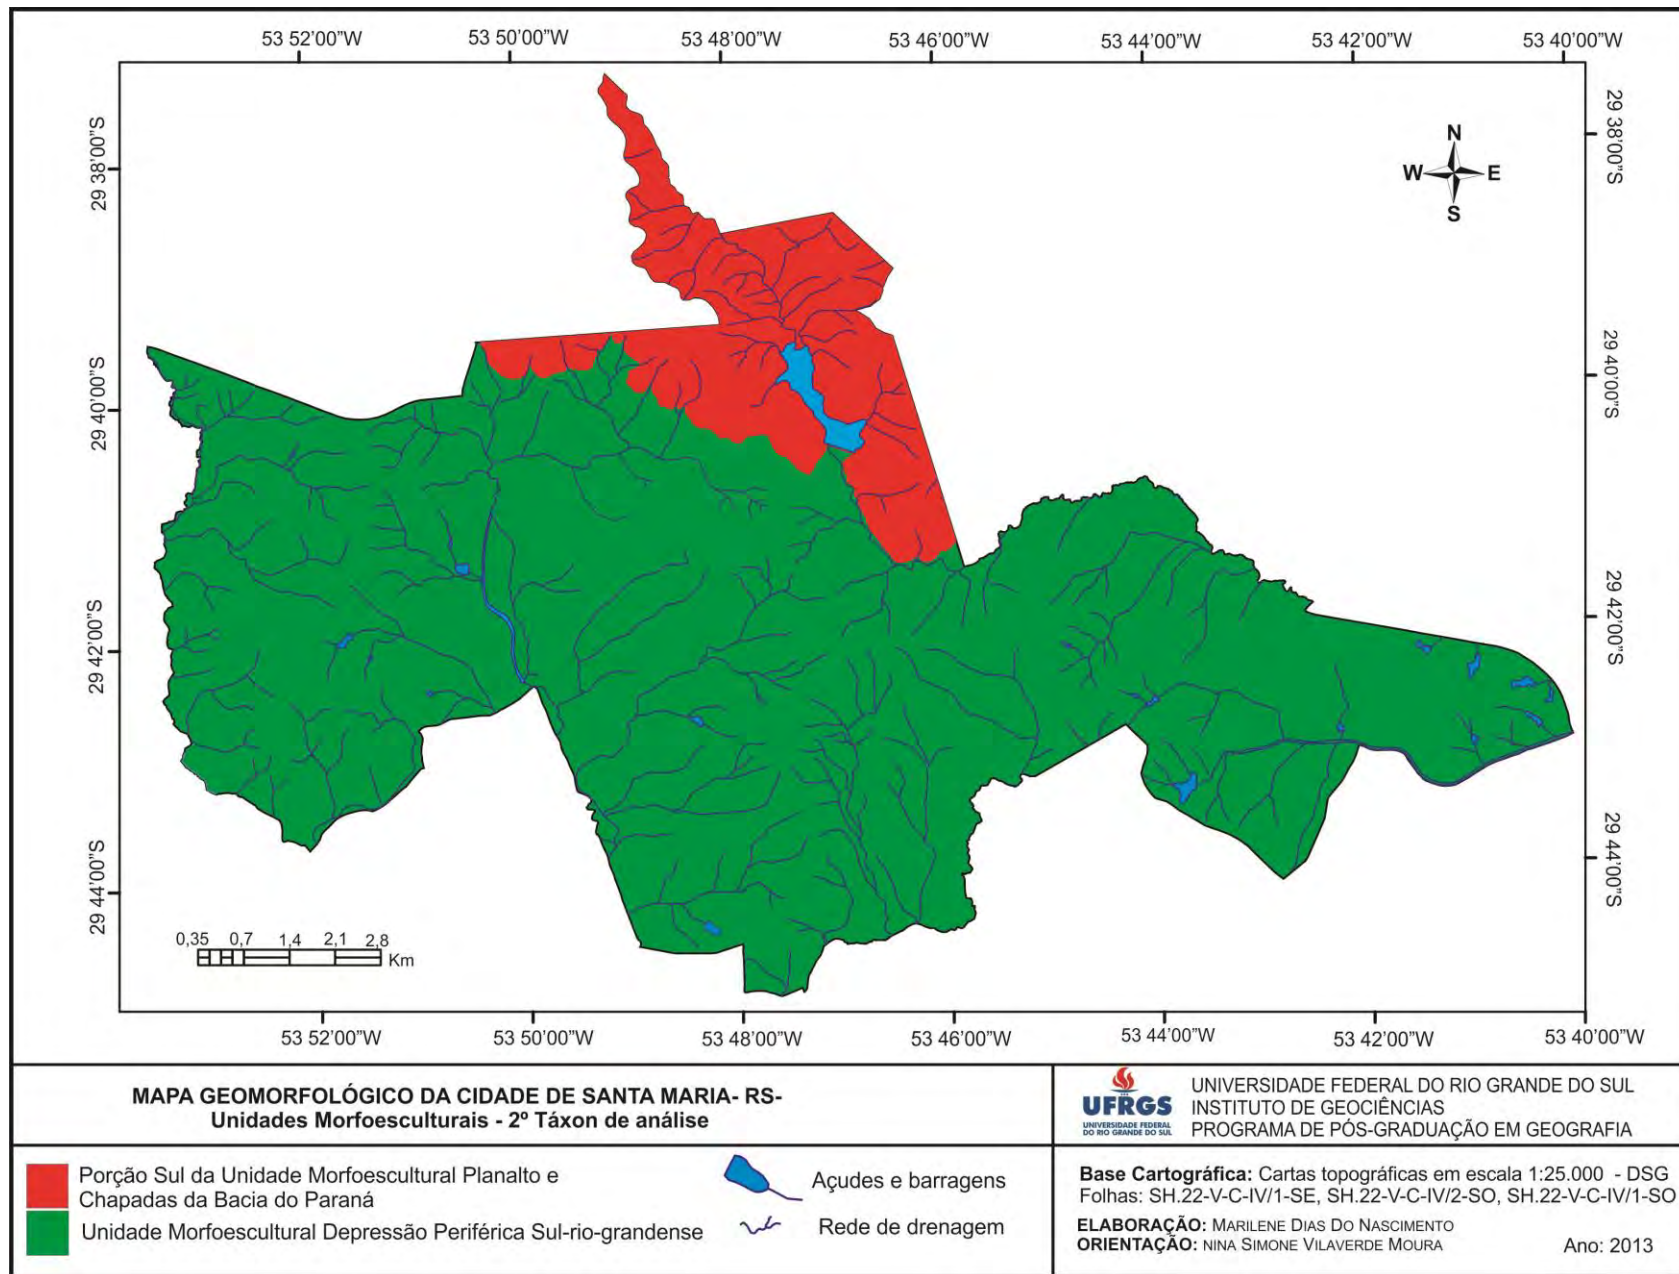 53 52'00"W 53 50'00"W 53 48'00"W 53 46'00"W 53 44'00"W 53 42'00"W 53 40'00"W
29 38'00"S
29 40'00"S
29 42'00"S
29 44'00"S
29 38'00"S
29 40'00"S
29 42'00"S
29 44'00"S
N
W E
S
0,35 0,7 1,4 2,1 2,8
Km
53 52'00"W 53 50'00"W 53 48'00"W 53 46'00"W 53 44'00"W 53 42'00"W 53 40'00"W
MAPA GEOMORFOLÓGICO DA CIDADE DE SANTA MARIA- RS-
Unidades Morfoesculturais - 2º Táxon de análise
UFRGS
UNIVERSIDADE FEDERAL
DO RIO GRANDE DO SUL
UNIVERSIDADE FEDERAL DO RIO GRANDE DO SUL
INSTITUTO DE GEOCIÊNCIAS
PROGRAMA DE PÓS-GRADUAÇÃO EM GEOGRAFIA
Porção Sul da Unidade Morfoescultural Planalto e
Chapadas da Bacia do Paraná
Unidade Morfoescultural Depressão Periférica Sul-rio-grandense
Açudes e barragens
Rede de drenagem
Base Cartográfica: Cartas topográficas em escala 1:25.000 - DSG
Folhas: SH.22-V-C-IV/1-SE, SH.22-V-C-IV/2-SO, SH.22-V-C-IV/1-SO
ELABORAÇÃO: MARILENE DIAS DO NASCIMENTO
ORIENTAÇÃO: NINA SIMONE VILAVERDE MOURA Ano: 2013